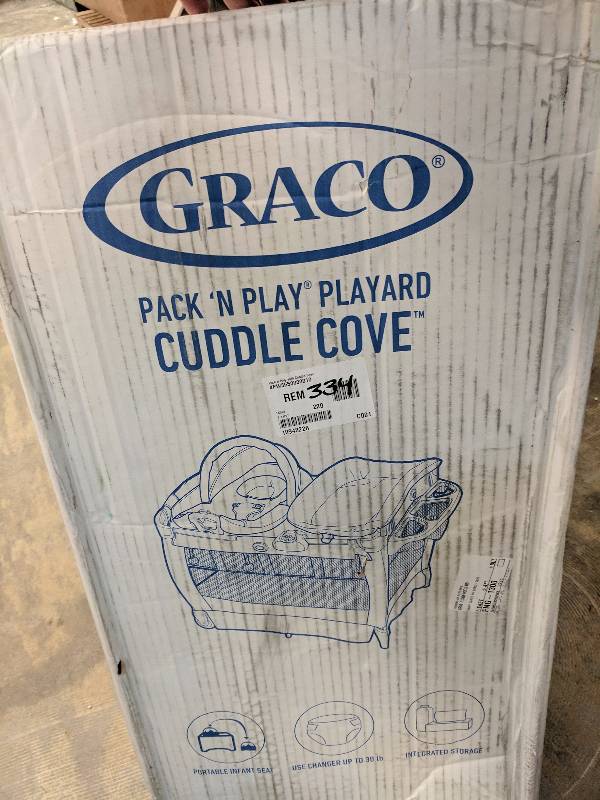 GRACO®
PACK 'N PLAY® PLAYARD
CUDDLE COVE™
REM 334
C001
PORTABLE INFANT SEAT
USE CHANGER UP TO 30 lb
INTEGRATED STORAGE